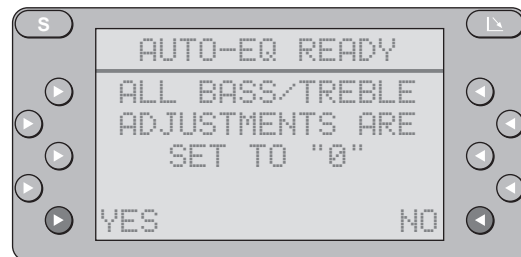 S
AUTO-EQ READY
ALL BASS/TREBLE
ADJUSTMENTS ARE
SET TO "0"
YES NO